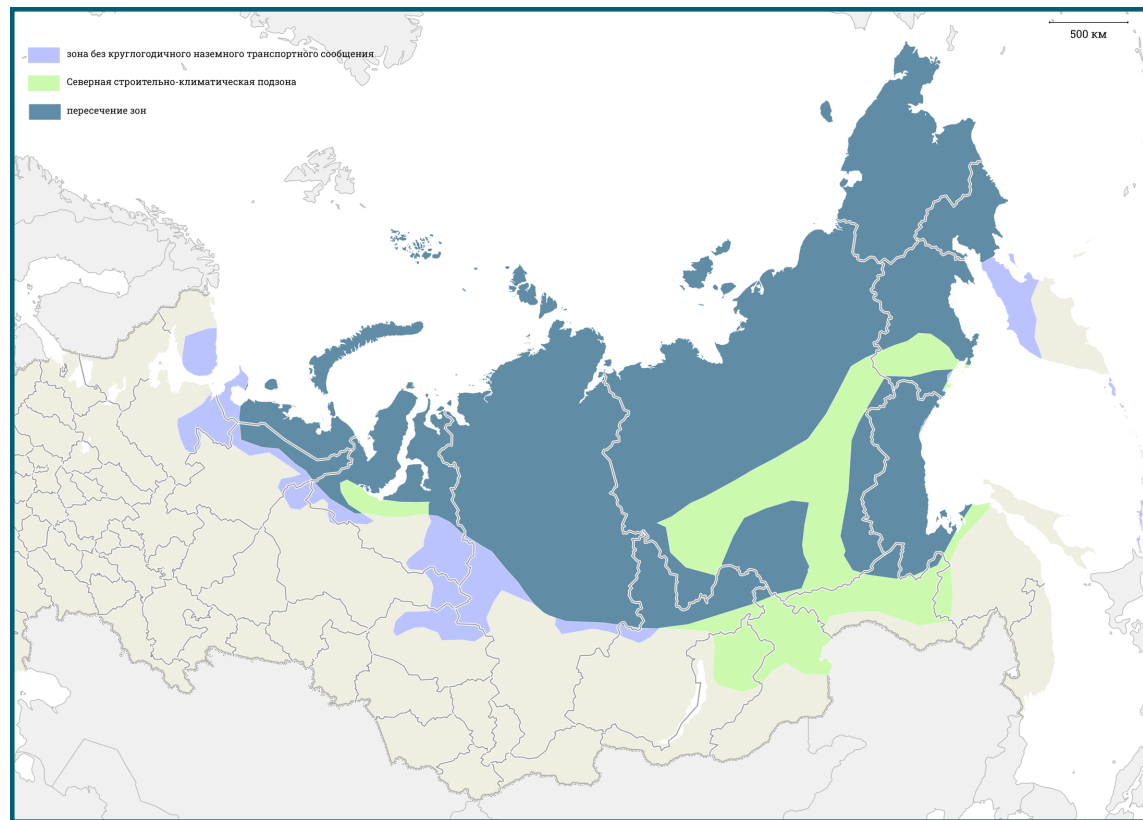 500 км
зона без круглогодичного наземного транспортного сообщения
Северная строительно-климатическая подзона
пересечение зон